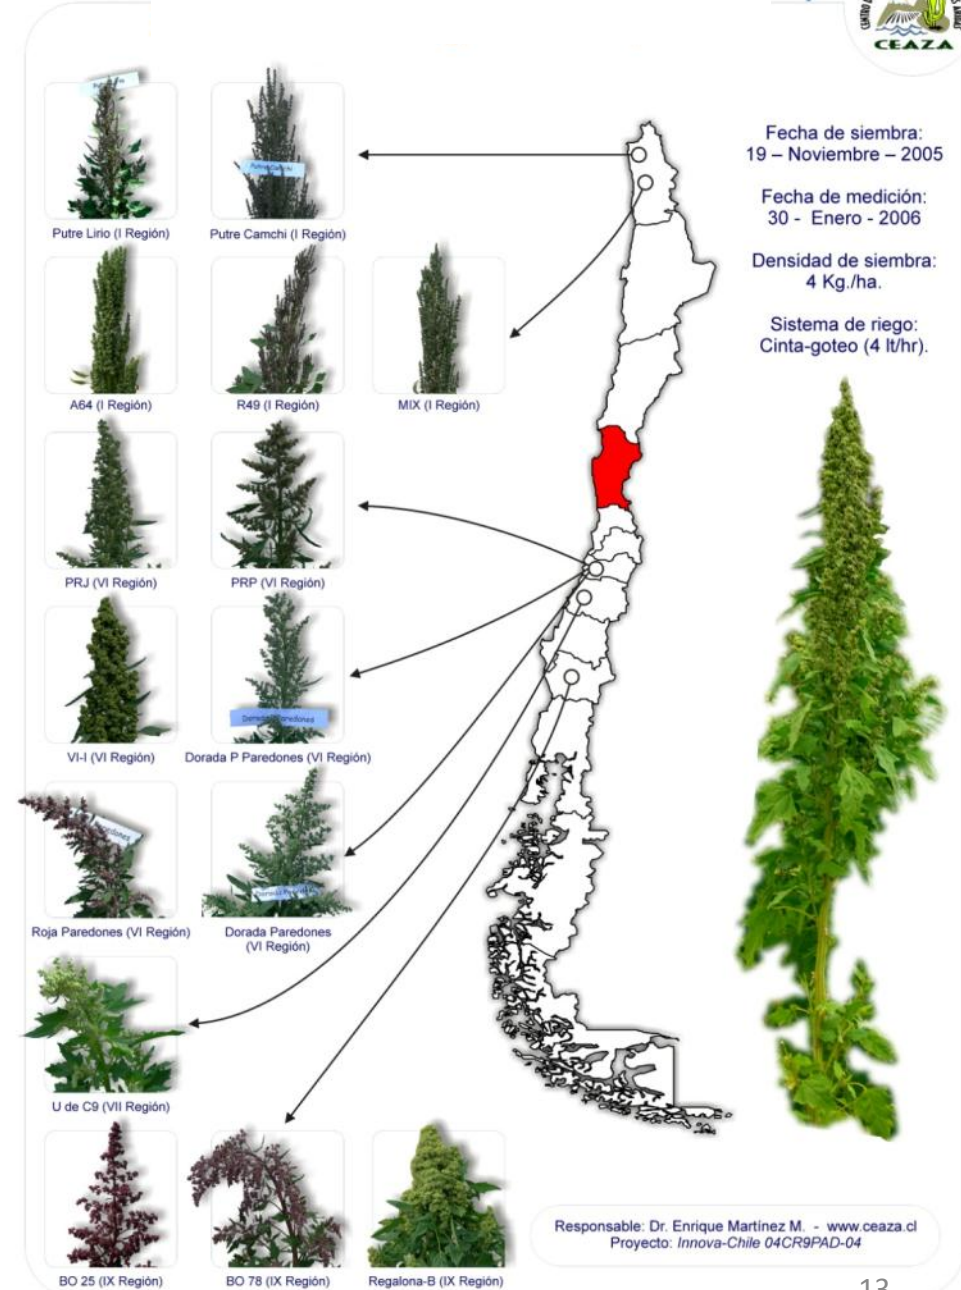 CEAZA
Fecha de siembra:
19 – Noviembre – 2005
Fecha de medición:
30 - Enero - 2006
Densidad de siembra:
4 Kg./ha.
Sistema de riego:
Cinta-goteo (4 lt/hr).
Putre Lirio (I Región)
Putre Camchi
Putre Camchi (I Región)
A64 (I Región)
R49 (I Región)
MIX (I Región)
PRJ (VI Región)
PRP (VI Región)
VI-I (VI Región)
Dorada P Paredones (VI Región)
Roja Paredones (VI Región)
Dorada Paredones
(VI Región)
U de C9 (VII Región)
BO 25 (IX Región)
BO 78 (IX Región)
Regalona-B (IX Región)
Responsable: Dr. Enrique Martínez M. - www.ceaza.cl
Proyecto: Innova-Chile 04CR9PAD-04
13